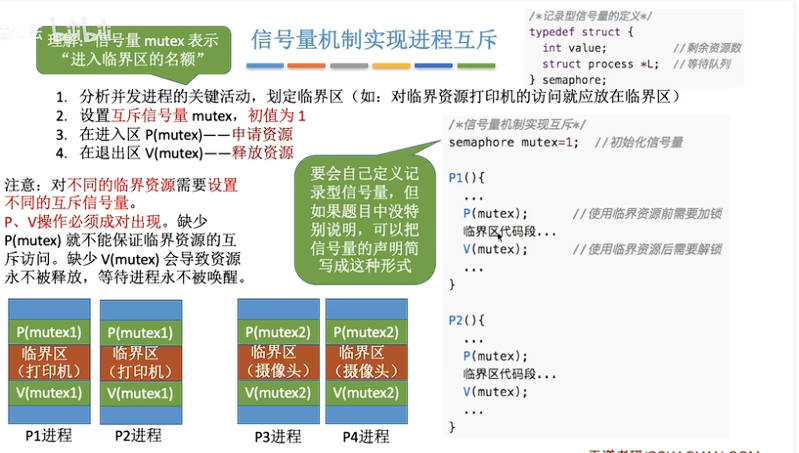 bilibili
理解：信号量 mutex 表示
“进入临界区的名额”
信号量机制实现进程互斥
/*记录型信号量的定义*/
typedef struct {
int value; //剩余资源数
struct process *L; //等待队列
} semaphore;
1. 分析并发进程的关键活动，划定临界区（如：对临界资源打印机的访问就应放在临界区）
2. 设置互斥信号量 mutex，初值为 1
3. 在进入区 P(mutex)——申请资源
4. 在退出区 V(mutex)——释放资源
注意：对不同的临界资源需要设置
不同的互斥信号量。
P、V操作必须成对出现。缺少
P(mutex) 就不能保证临界资源的互
斥访问。缺少 V(mutex) 会导致资源
永不被释放，等待进程永不被唤醒。
要会自己定义记
录型信号量，但
如果题目中没特
别说明，可以把
信号量的声明简
写成这种形式
/*信号量机制实现互斥*/
semaphore mutex=1; //初始化信号量
P1(){
...
P(mutex); //使用临界资源前需要加锁
临界区代码段...
V(mutex); //使用临界资源后需要解锁
...
}
P2(){
...
P(mutex);
临界区代码段...
V(mutex);
...
}
P(mutex1) P(mutex1) P(mutex2) P(mutex2)
临界区 临界区 临界区 临界区
（打印机） （打印机） （摄像头） （摄像头）
V(mutex1) V(mutex1) V(mutex2) V(mutex2)
P1进程 P2进程 P3进程 P4进程